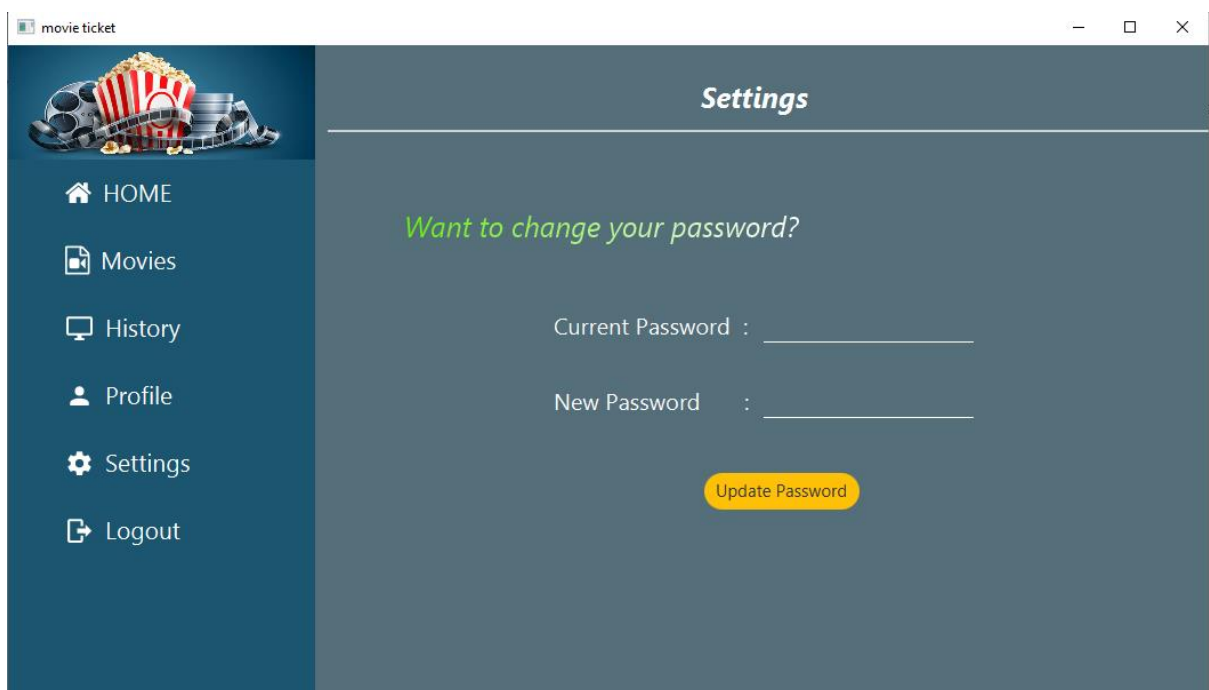 movie ticket
Settings
HOME
Movies
History
Profile
Settings
Logout
Want to change your password?
Current Password :
New Password :
Update Password